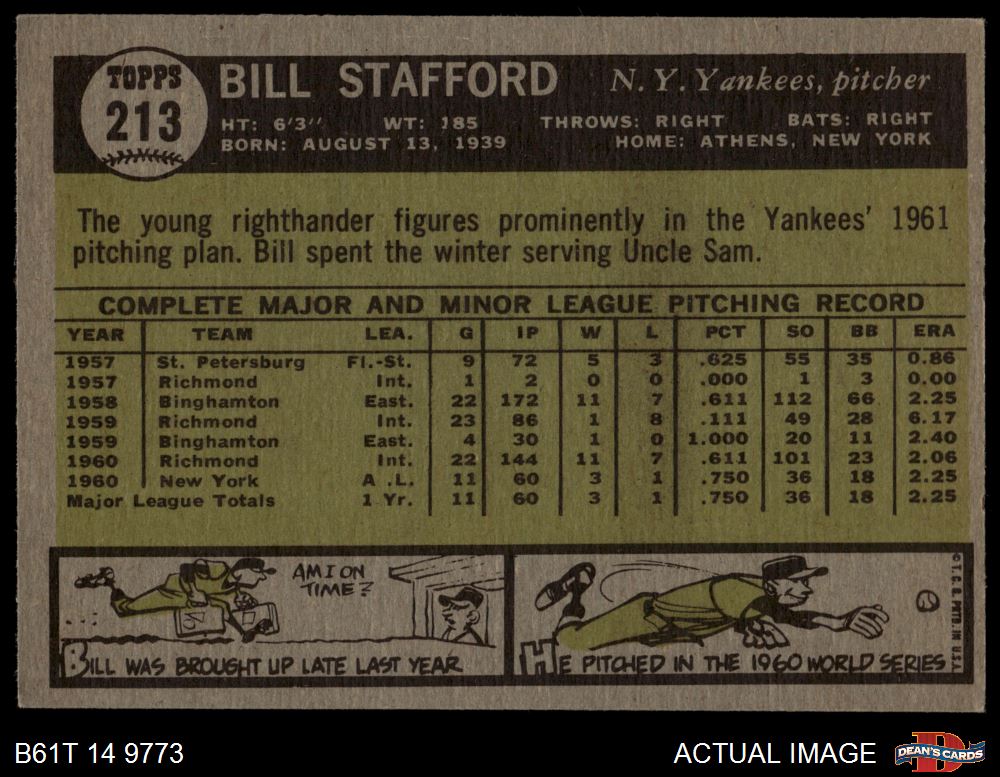 TOPPS
213
BILL STAFFORD N. Y. Yankees, pitcher
HT: 6'3'' WT: 185 THROWS: RIGHT BATS: RIGHT
BORN: AUGUST 13, 1939 HOME: ATHENS, NEW YORK
The young righthander figures prominently in the Yankees' 1961
pitching plan. Bill spent the winter serving Uncle Sam.
COMPLETE MAJOR AND MINOR LEAGUE PITCHING RECORD
YEAR TEAM LEA. G IP W L PCT SO BB ERA
1957 St. Petersburg Fl.-St. 9 72 5 3 .625 55 35 0.86
1957 Richmond Int. 1 2 0 0 .000 1 3 0.00
1958 Binghamton East. 22 172 11 7 .611 112 66 2.25
1959 Richmond Int. 23 86 1 8 .111 49 28 6.17
1959 Binghamton East. 4 30 1 0 1.000 20 11 2.40
1960 Richmond Int. 22 144 11 7 .611 101 23 2.06
1960 New York A .L. 11 60 3 1 .750 36 18 2.25
Major League Totals 1 Yr. 11 60 3 1 .750 36 18 2.25
AM I ON
TIME?
BILL WAS BROUGHT UP LATE LAST YEAR
HE PITCHED IN THE 1960 WORLD SERIES
© T. C. G. PRTD. IN U.S.A.
B61T 14 9773 ACTUAL IMAGE
DEAN'S CARDS